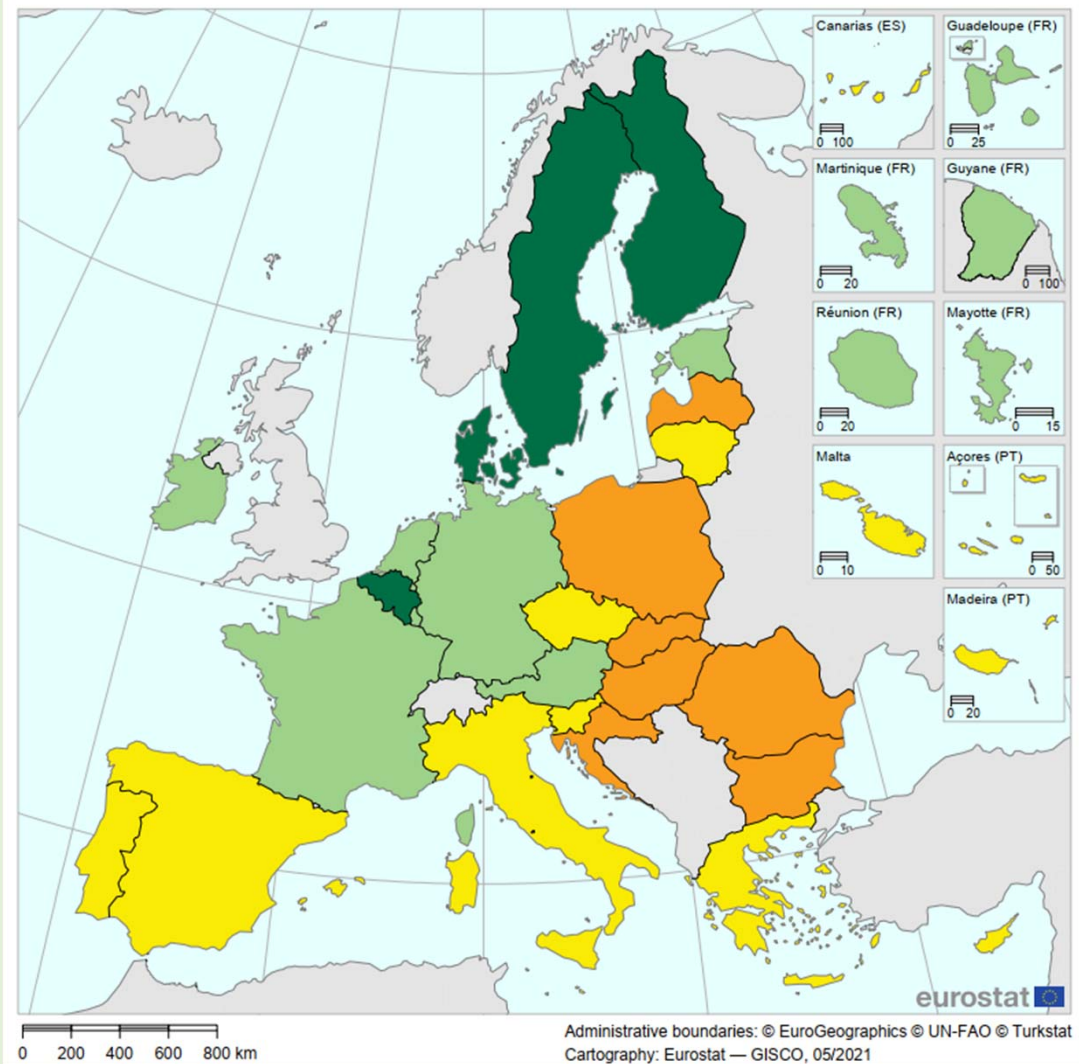 Canarias (ES)
0 100
Guadeloupe (FR)
0 25
Martinique (FR)
0 20
Guyane (FR)
0 100
Réunion (FR)
0 20
Mayotte (FR)
0 15
Malta
0 10
Açores (PT)
0 50
Madeira (PT)
0 20
eurostat
0 200 400 600 800 km
Administrative boundaries: © EuroGeographics © UN-FAO © Turkstat
Cartography: Eurostat — GISCO, 05/2021